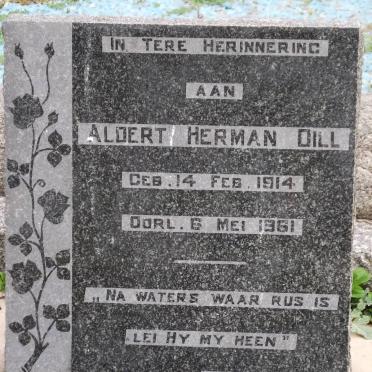 IN TERE HERINNERING
AAN
ALDERT HERMAN DILL
GEB. 14 FEB. 1914
OORL. 6 MEI 1961
„NA WATERS WAAR RUS IS
LEI HY MY HEEN"